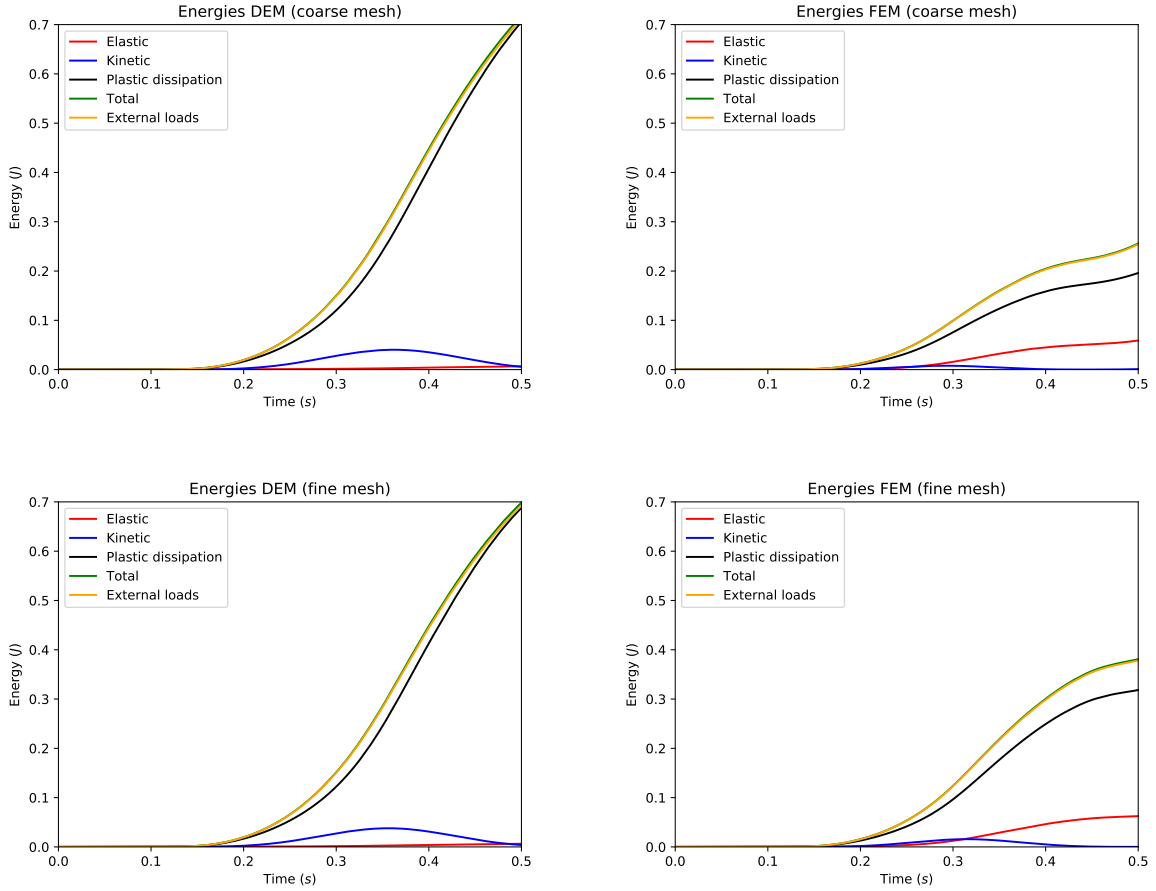 Energies DEM (coarse mesh)
0.7
0.6
0.5
0.4
0.3
0.2
0.1
0.0
Energy (J)
Elastic
Kinetic
Plastic dissipation
Total
External loads
0.0 0.1 0.2 0.3 0.4 0.5
Time (s)
Energies FEM (coarse mesh)
0.7
0.6
0.5
0.4
0.3
0.2
0.1
0.0
Energy (J)
Elastic
Kinetic
Plastic dissipation
Total
External loads
0.0 0.1 0.2 0.3 0.4 0.5
Time (s)
Energies DEM (fine mesh)
0.7
0.6
0.5
0.4
0.3
0.2
0.1
0.0
Energy (J)
Elastic
Kinetic
Plastic dissipation
Total
External loads
0.0 0.1 0.2 0.3 0.4 0.5
Time (s)
Energies FEM (fine mesh)
0.7
0.6
0.5
0.4
0.3
0.2
0.1
0.0
Energy (J)
Elastic
Kinetic
Plastic dissipation
Total
External loads
0.0 0.1 0.2 0.3 0.4 0.5
Time (s)